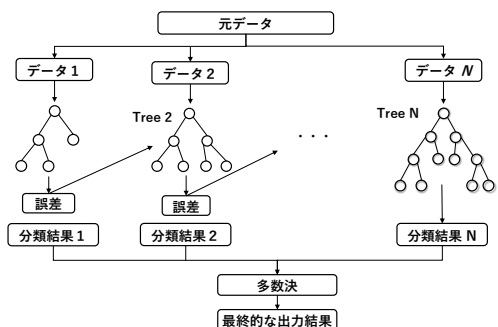 元データ
データ 1
データ 2
データ N
Tree 2
Tree N
. . .
誤差
誤差
分類結果 1
分類結果 2
分類結果 N
多数決
最終的な出力結果